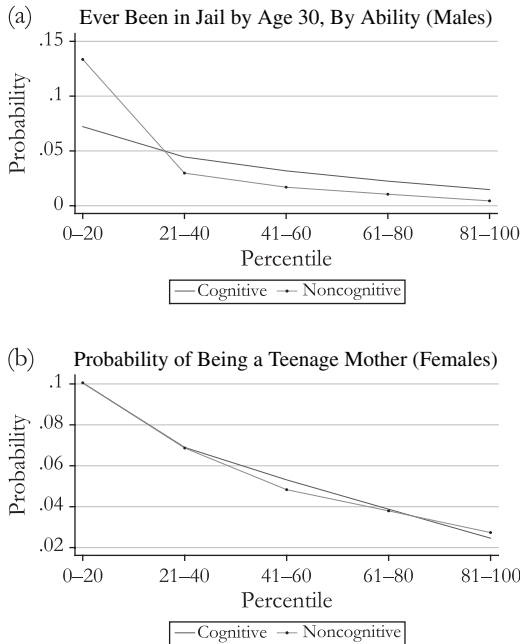 (a) Ever Been in Jail by Age 30, By Ability (Males)
.15
.1
.05
0
Probability
0–20 21–40 41–60 61–80 81–100
Percentile
Cognitive Noncognitive
(b) Probability of Being a Teenage Mother (Females)
.1
.08
.06
.04
.02
Probability
0–20 21–40 41–60 61–80 81–100
Percentile
Cognitive Noncognitive